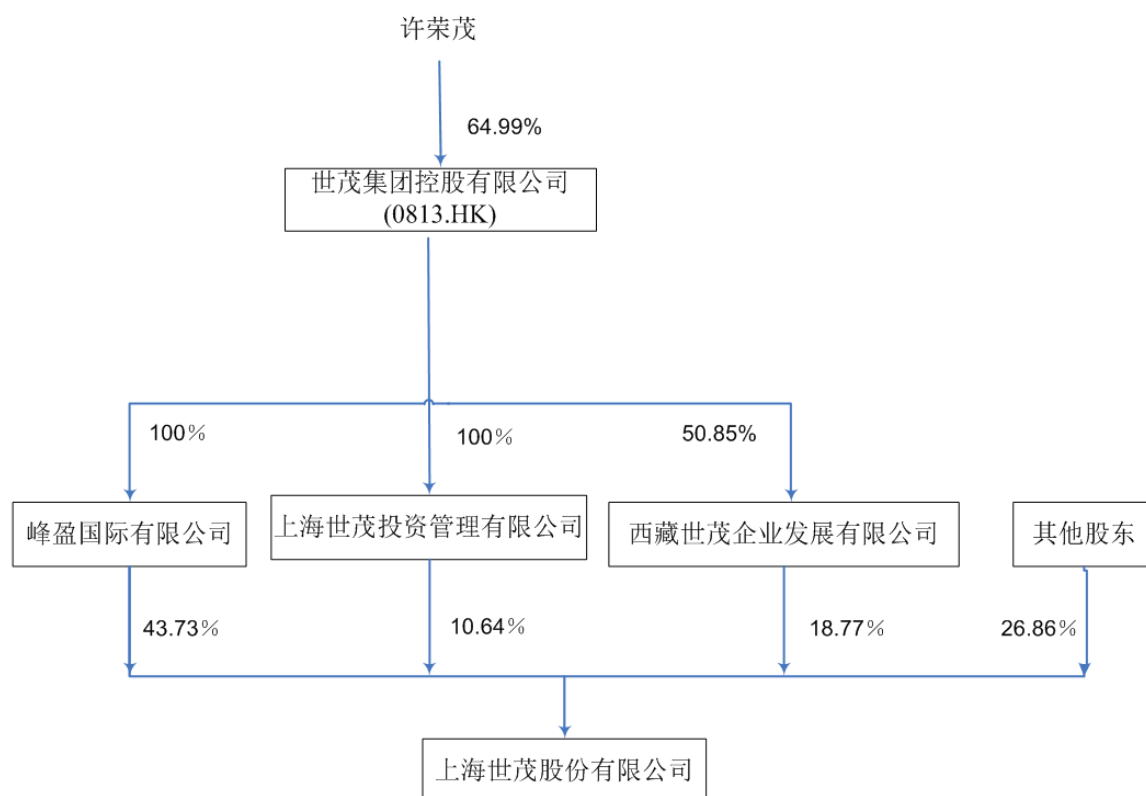 许荣茂
64.99%
世茂集团控股有限公司
(0813.HK)
100%
100%
50.85%
峰盈国际有限公司
上海世茂投资管理有限公司
西藏世茂企业发展有限公司
其他股东
43.73%
10.64%
18.77%
26.86%
上海世茂股份有限公司